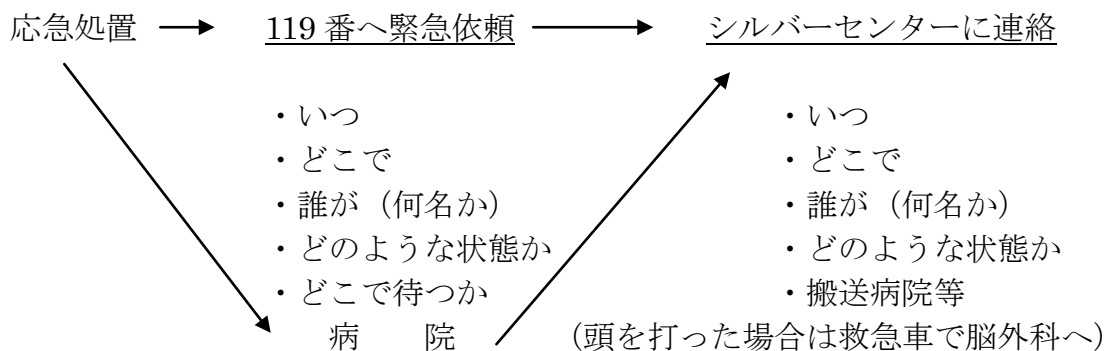 応急処置 119 番へ緊急依頼 シルバーセンターに連絡
・いつ ・いつ
・どこで ・どこで
・誰が（何名か） ・誰が（何名か）
・どのような状態か ・どのような状態か
・どこで待つか ・搬送病院等
病　　院 （頭を打った場合は救急車で脳外科へ）